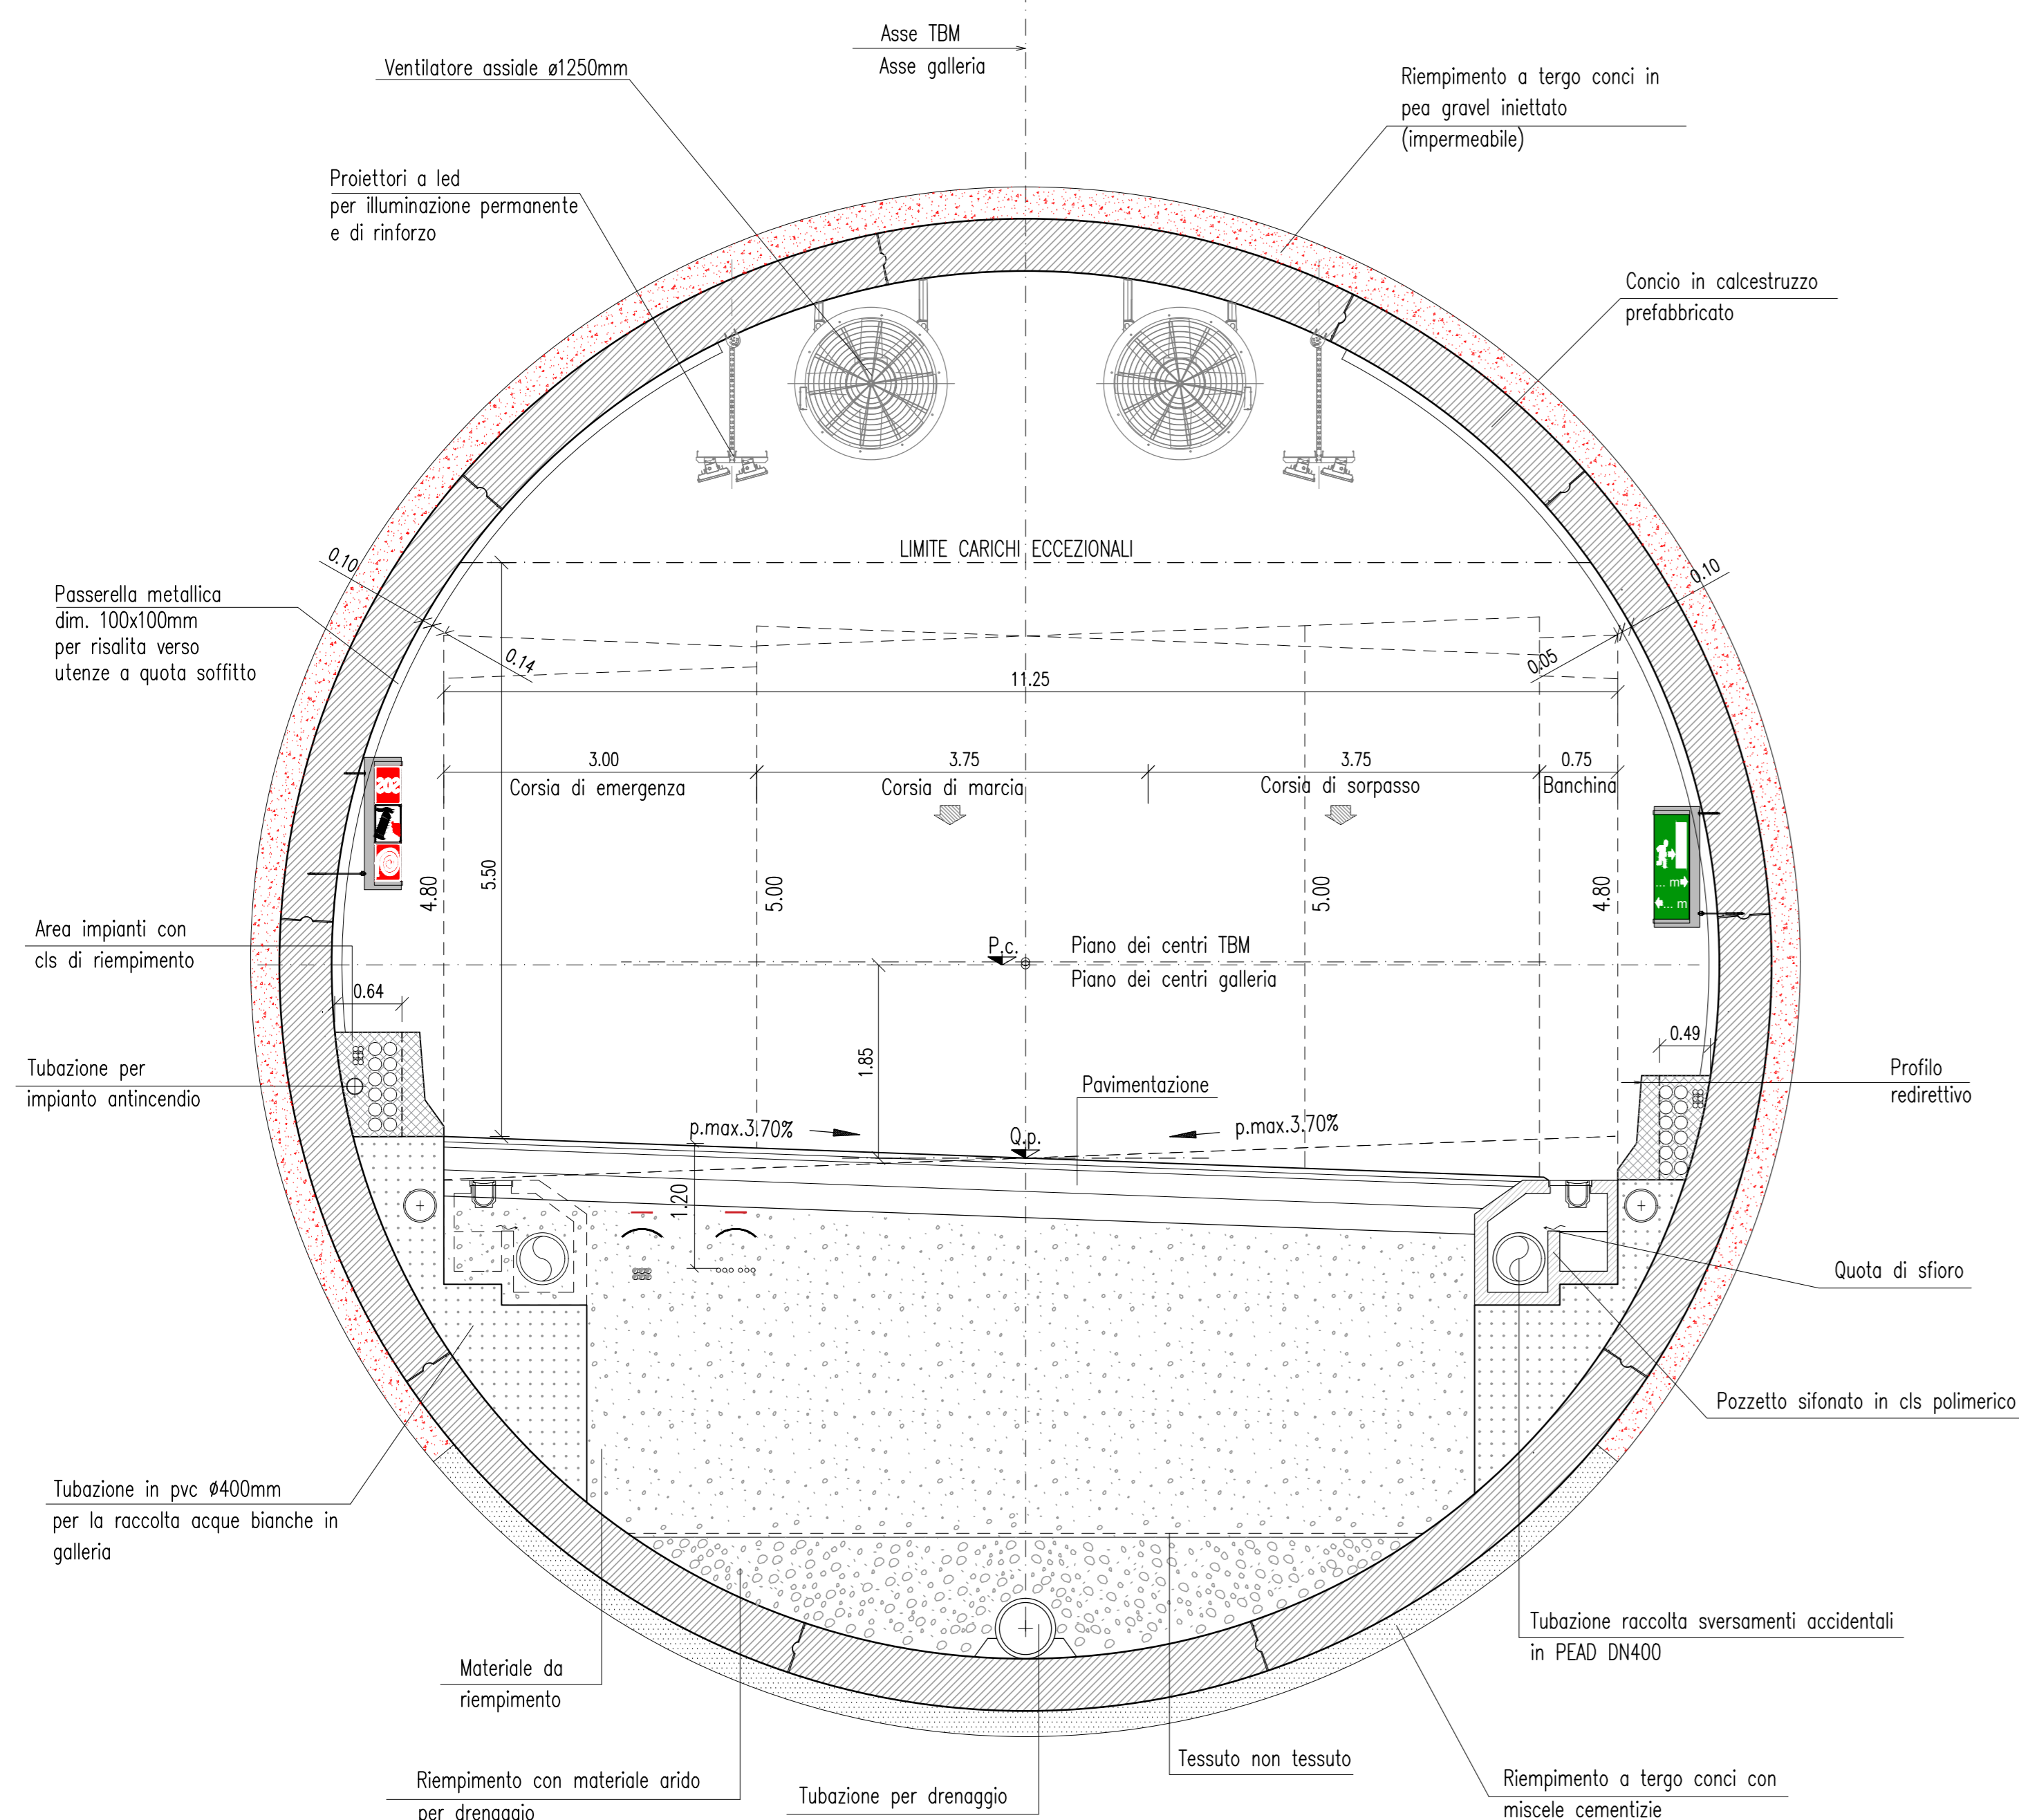 Asse TBM
Asse galleria
Ventilatore assiale ø1250mm
Riempimento a tergo conci in
pea gravel iniettato
(impermeabile)
Proiettori a led
per illuminazione permanente
e di rinforzo
Concio in calcestruzzo
prefabbricato
LIMITE CARICHI ECCEZIONALI
0.10
0.10
Passerella metallica
dim. 100x100mm
per risalita verso
utenze a quota soffitto
0.14
0.05
11.25
3.00
3.75
3.75
0.75
Corsia di emergenza
Corsia di marcia
Corsia di sorpasso
Banchina
SOS
4.80
5.50
5.00
5.00
4.80
... m
... m
Area impianti con
cls di riempimento
P.c.
Piano dei centri TBM
Piano dei centri galleria
0.64
0.49
1.85
Tubazione per
impianto antincendio
Pavimentazione
Profilo
redirettivo
p.max.3.70%
Q.p.
p.max.3.70%
1.20
Quota di sfioro
Pozzetto sifonato in cls polimerico
Tubazione in pvc ø400mm
per la raccolta acque bianche in
galleria
Tubazione raccolta sversamenti accidentali
in PEAD DN400
Materiale da
riempimento
Tessuto non tessuto
Riempimento con materiale arido
per drenaggio
Tubazione per drenaggio
Riempimento a tergo conci con
miscele cementizie